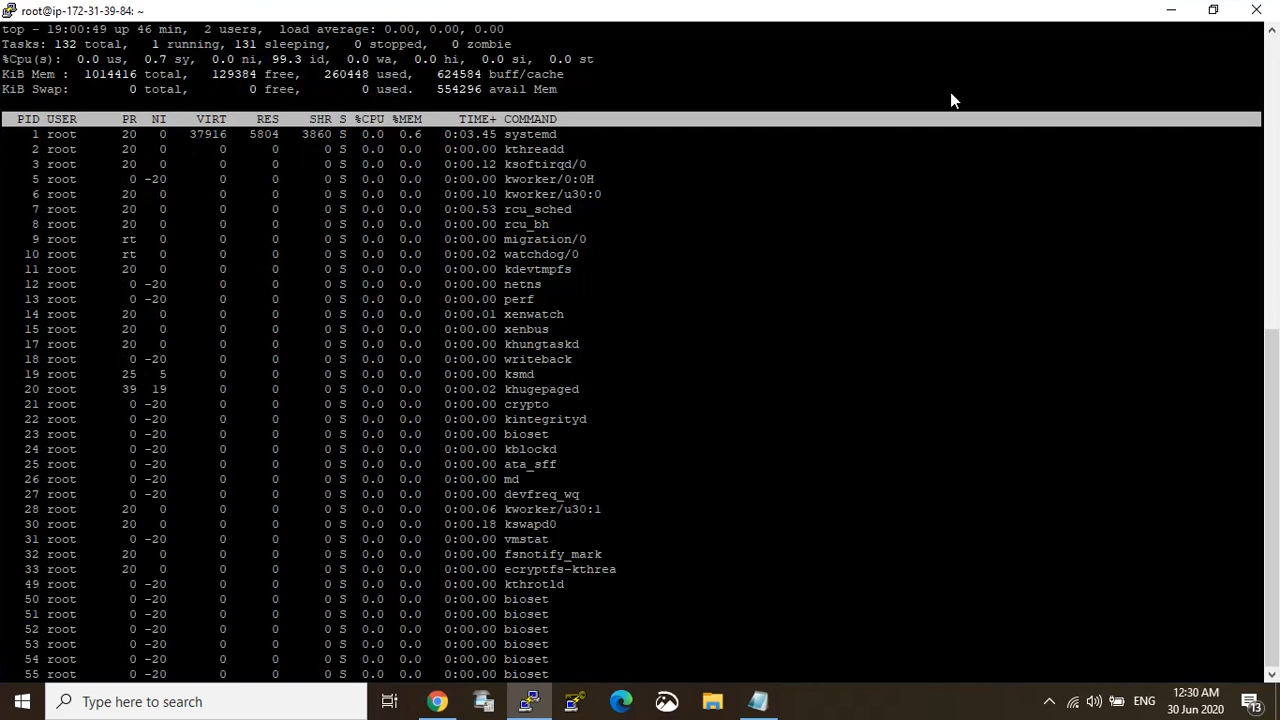 root@ip-172-31-39-84: ~
top - 19:00:49 up 46 min,  2 users,  load average: 0.00, 0.00, 0.00
Tasks: 132 total,   1 running, 131 sleeping,   0 stopped,   0 zombie
%Cpu(s):  0.0 us,  0.7 sy,  0.0 ni, 99.3 id,  0.0 wa,  0.0 hi,  0.0 si,  0.0 st
KiB Mem :  1014416 total,   129384 free,   260448 used,   624584 buff/cache
KiB Swap:        0 total,        0 free,        0 used.   554296 avail Mem
PID USER PR NI VIRT RES SHR S %CPU %MEM TIME+ COMMAND
1 root 20 0 37916 5804 3860 S 0.0 0.6 0:03.45 systemd
2 root 20 0 0 0 0 S 0.0 0.0 0:00.00 kthreadd
3 root 20 0 0 0 0 S 0.0 0.0 0:00.12 ksoftirqd/0
5 root 0 -20 0 0 0 S 0.0 0.0 0:00.00 kworker/0:0H
6 root 20 0 0 0 0 S 0.0 0.0 0:00.10 kworker/u30:0
7 root 20 0 0 0 0 S 0.0 0.0 0:00.53 rcu_sched
8 root 20 0 0 0 0 S 0.0 0.0 0:00.00 rcu_bh
9 root rt 0 0 0 0 S 0.0 0.0 0:00.00 migration/0
10 root rt 0 0 0 0 S 0.0 0.0 0:00.02 watchdog/0
11 root 20 0 0 0 0 S 0.0 0.0 0:00.00 kdevtmpfs
12 root 0 -20 0 0 0 S 0.0 0.0 0:00.00 netns
13 root 0 -20 0 0 0 S 0.0 0.0 0:00.00 perf
14 root 20 0 0 0 0 S 0.0 0.0 0:00.01 xenwatch
15 root 20 0 0 0 0 S 0.0 0.0 0:00.00 xenbus
17 root 20 0 0 0 0 S 0.0 0.0 0:00.00 khungtaskd
18 root 0 -20 0 0 0 S 0.0 0.0 0:00.00 writeback
19 root 25 5 0 0 0 S 0.0 0.0 0:00.00 ksmd
20 root 39 19 0 0 0 S 0.0 0.0 0:00.02 khugepaged
21 root 0 -20 0 0 0 S 0.0 0.0 0:00.00 crypto
22 root 0 -20 0 0 0 S 0.0 0.0 0:00.00 kintegrityd
23 root 0 -20 0 0 0 S 0.0 0.0 0:00.00 bioset
24 root 0 -20 0 0 0 S 0.0 0.0 0:00.00 kblockd
25 root 0 -20 0 0 0 S 0.0 0.0 0:00.00 ata_sff
26 root 0 -20 0 0 0 S 0.0 0.0 0:00.00 md
27 root 0 -20 0 0 0 S 0.0 0.0 0:00.00 devfreq_wq
28 root 20 0 0 0 0 S 0.0 0.0 0:00.06 kworker/u30:1
30 root 20 0 0 0 0 S 0.0 0.0 0:00.18 kswapd0
31 root 0 -20 0 0 0 S 0.0 0.0 0:00.00 vmstat
32 root 20 0 0 0 0 S 0.0 0.0 0:00.00 fsnotify_mark
33 root 20 0 0 0 0 S 0.0 0.0 0:00.00 ecryptfs-kthrea
49 root 0 -20 0 0 0 S 0.0 0.0 0:00.00 kthrotld
50 root 0 -20 0 0 0 S 0.0 0.0 0:00.00 bioset
51 root 0 -20 0 0 0 S 0.0 0.0 0:00.00 bioset
52 root 0 -20 0 0 0 S 0.0 0.0 0:00.00 bioset
53 root 0 -20 0 0 0 S 0.0 0.0 0:00.00 bioset
54 root 0 -20 0 0 0 S 0.0 0.0 0:00.00 bioset
55 root 0 -20 0 0 0 S 0.0 0.0 0:00.00 bioset
Type here to search
ENG
12:30 AM
30 Jun 2020
13